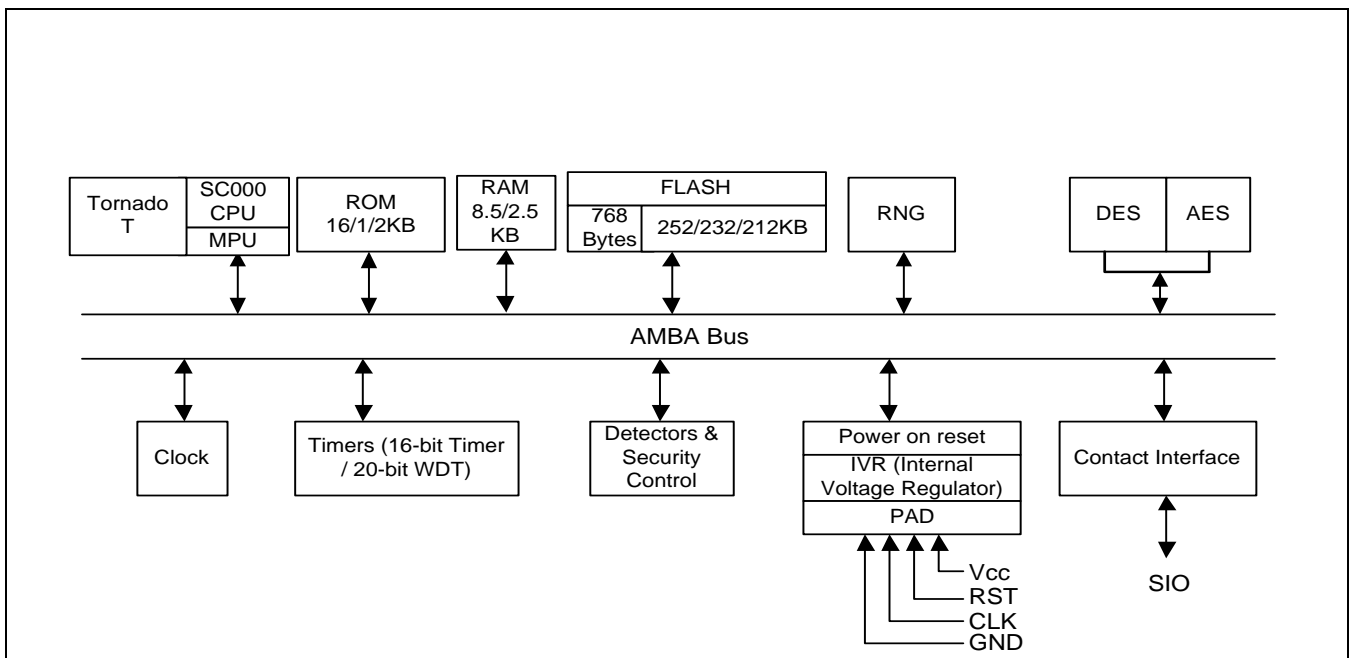 Tornado
T
SC000
CPU
MPU
ROM
16/1/2KB
RAM
8.5/2.5
KB
FLASH
768
Bytes
252/232/212KB
RNG
DES
AES
AMBA Bus
Clock
Timers (16-bit Timer
/ 20-bit WDT)
Detectors &
Security
Control
Power on reset
IVR (Internal
Voltage Regulator)
PAD
Contact Interface
Vcc
RST
CLK
GND
SIO